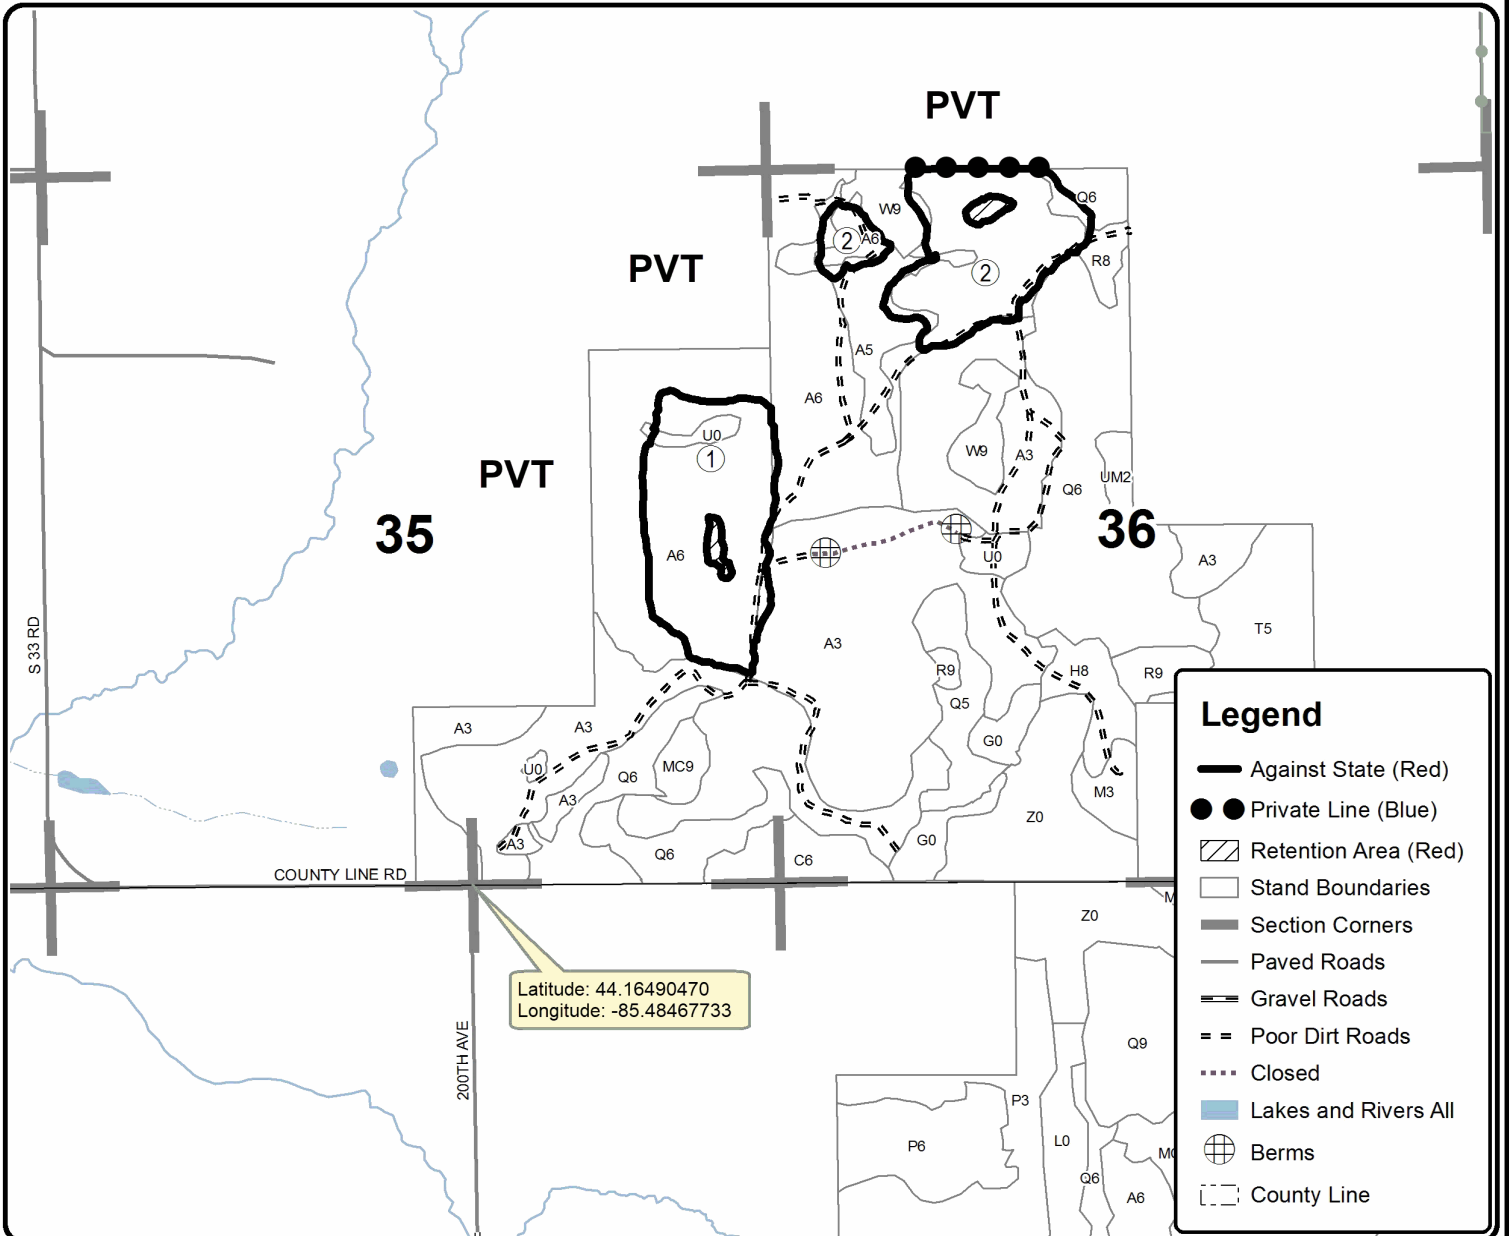 PVT
Q6
W9
2
A6
PVT
R8
2
A5
A6
U0
1
W9
A3
PVT
Q6
UM2
35
36
A6
U0
A3
S 33 RD
A3
T5
R9
H8
R9
Q5
A3
A3
G0
U0
Q6
MC9
M3
A3
Z0
A3
Q6
C6
G0
COUNTY LINE RD
Z0
Latitude: 44.16490470
Longitude: -85.48467733
200TH AVE
Q9
P3
P6
L0
Q6
A6
Legend
Against State (Red)
Private Line (Blue)
Retention Area (Red)
Stand Boundaries
Section Corners
Paved Roads
Gravel Roads
Poor Dirt Roads
Closed
Lakes and Rivers All
Berms
County Line